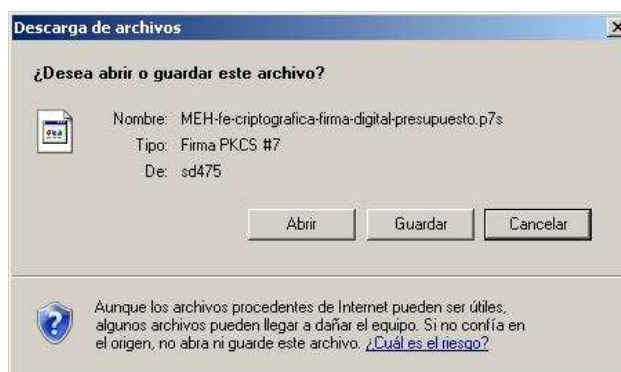 Descarga de archivos
¿Desea abrir o guardar este archivo?
Nombre: MEH-fe-criptografica-firma-digital-presupuesto.p7s
Tipo: Firma PKCS #7
De: sd475
Abrir Guardar Cancelar
Aunque los archivos procedentes de Internet pueden ser útiles,
algunos archivos pueden llegar a dañar el equipo. Si no confía en
el origen, no abra ni guarde este archivo. ¿Cuál es el riesgo?